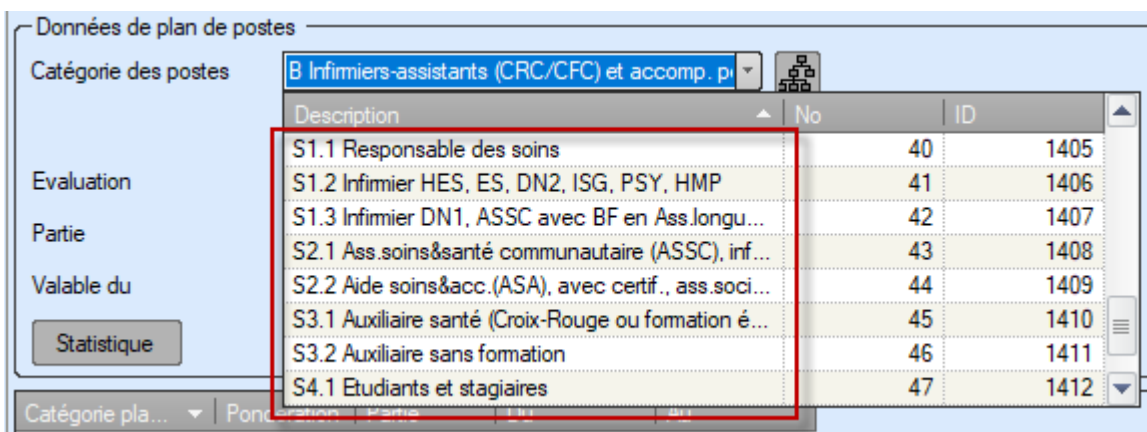 Données de plan de postes
Catégorie des postes B Infirmiers-assistants (CRC/CFC) et accomp.
Description No ID
S1.1 Responsable des soins 40 1405
Evaluation S1.2 Infirmier HES, ES, DN2, ISG, PSY, HMP 41 1406
S1.3 Infirmier DN1, ASSC avec BF en Ass.longu... 42 1407
Partie
S2.1 Ass.soins&santé communautaire (ASSC), inf... 43 1408
Valable du S2.2 Aide soins&acc.(ASA), avec certif., ass.soci... 44 1409
S3.1 Auxiliaire santé (Croix-Rouge ou formation é... 45 1410
Statistique S3.2 Auxiliaire sans formation 46 1411
S4.1 Etudiants et stagiaires 47 1412
Catégorie pla... Pondération Partie Du Au